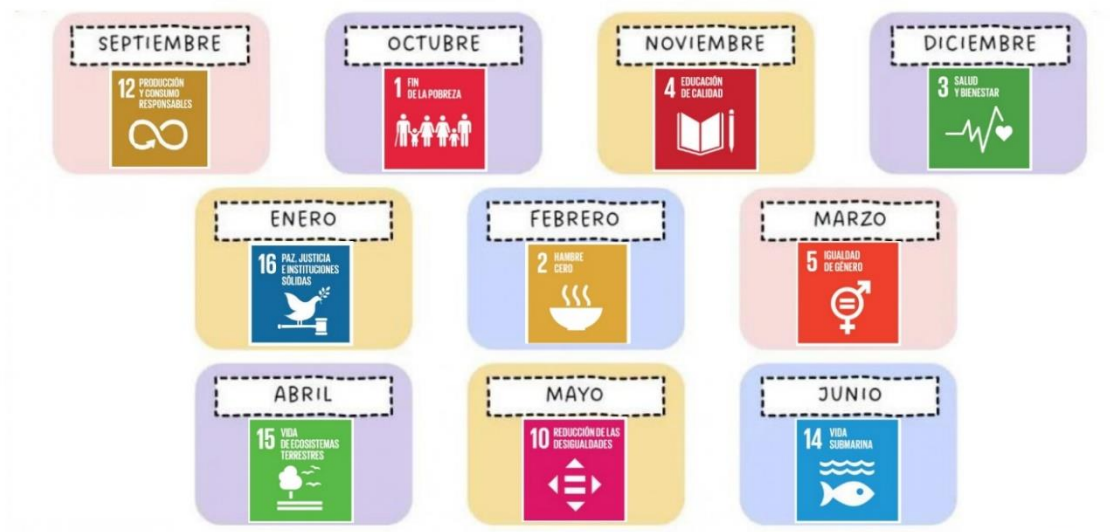 SEPTIEMBRE
12 PRODUCCIÓN
Y CONSUMO
RESPONSABLES
OCTUBRE
1 FIN
DE LA POBREZA
NOVIEMBRE
4 EDUCACIÓN
DE CALIDAD
DICIEMBRE
3 SALUD
Y BIENESTAR
ENERO
16 PAZ, JUSTICIA
E INSTITUCIONES
SÓLIDAS
FEBRERO
2 HAMBRE
CERO
MARZO
5 IGUALDAD
DE GÉNERO
ABRIL
15 VIDA
DE ECOSISTEMAS
TERRESTRES
MAYO
10 REDUCCIÓN DE LAS
DESIGUALDADES
JUNIO
14 VIDA
SUBMARINA